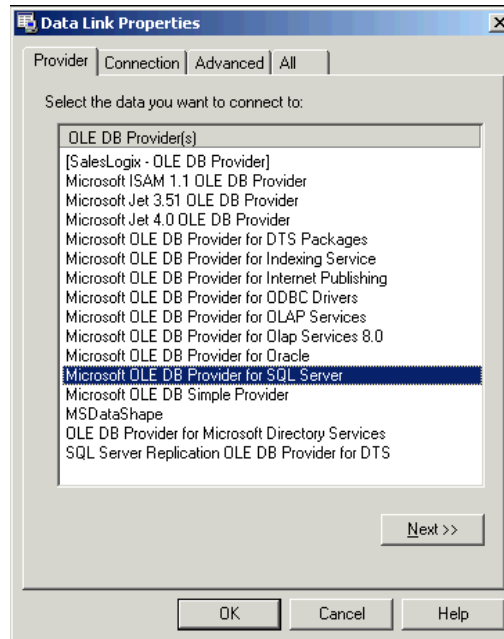 Data Link Properties
Provider Connection Advanced All
Select the data you want to connect to:
OLE DB Provider(s)
[SalesLogix - OLE DB Provider]
Microsoft ISAM 1.1 OLE DB Provider
Microsoft Jet 3.51 OLE DB Provider
Microsoft Jet 4.0 OLE DB Provider
Microsoft OLE DB Provider for DTS Packages
Microsoft OLE DB Provider for Indexing Service
Microsoft OLE DB Provider for Internet Publishing
Microsoft OLE DB Provider for ODBC Drivers
Microsoft OLE DB Provider for OLAP Services
Microsoft OLE DB Provider for Olap Services 8.0
Microsoft OLE DB Provider for Oracle
Microsoft OLE DB Provider for SQL Server
Microsoft OLE DB Simple Provider
MSDataShape
OLE DB Provider for Microsoft Directory Services
SQL Server Replication OLE DB Provider for DTS
Next >>
OK Cancel Help